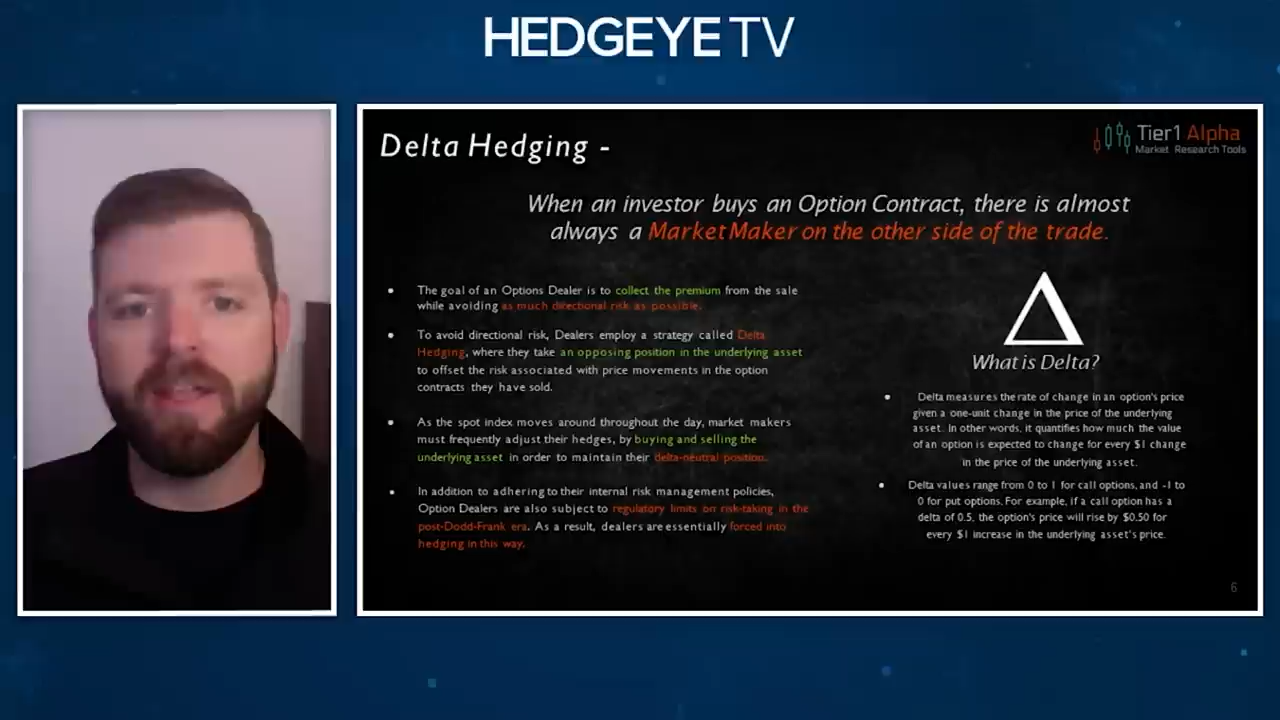 HEDGEYE TV
Delta Hedging -
Tier1 Alpha
Market Research Tools
When an investor buys an Option Contract, there is almost
always a Market Maker on the other side of the trade.
The goal of an Options Dealer is to collect the premium from the sale
while avoiding as much directional risk as possible.
To avoid directional risk, Dealers employ a strategy called Delta
Hedging, where they take an opposing position in the underlying asset
to offset the risk associated with price movements in the option
contracts they have sold.
As the spot index moves around throughout the day, market makers
must frequently adjust their hedges, by buying and selling the
underlying asset in order to maintain their delta-neutral position.
In addition to adhering to their internal risk management policies,
Option Dealers are also subject to regulatory limits on risk-taking in the
post-Dodd-Frank era. As a result, dealers are essentially forced into
hedging in this way.
What is Delta?
Delta measures the rate of change in an option's price
given a one-unit change in the price of the underlying
asset. In other words, it quantifies how much the value
of an option is expected to change for every $1 change
in the price of the underlying asset.
Delta values range from 0 to 1 for call options, and -1 to
0 for put options. For example, if a call option has a
delta of 0.5, the option's price will rise by $0.50 for
every $1 increase in the underlying asset's price.
6